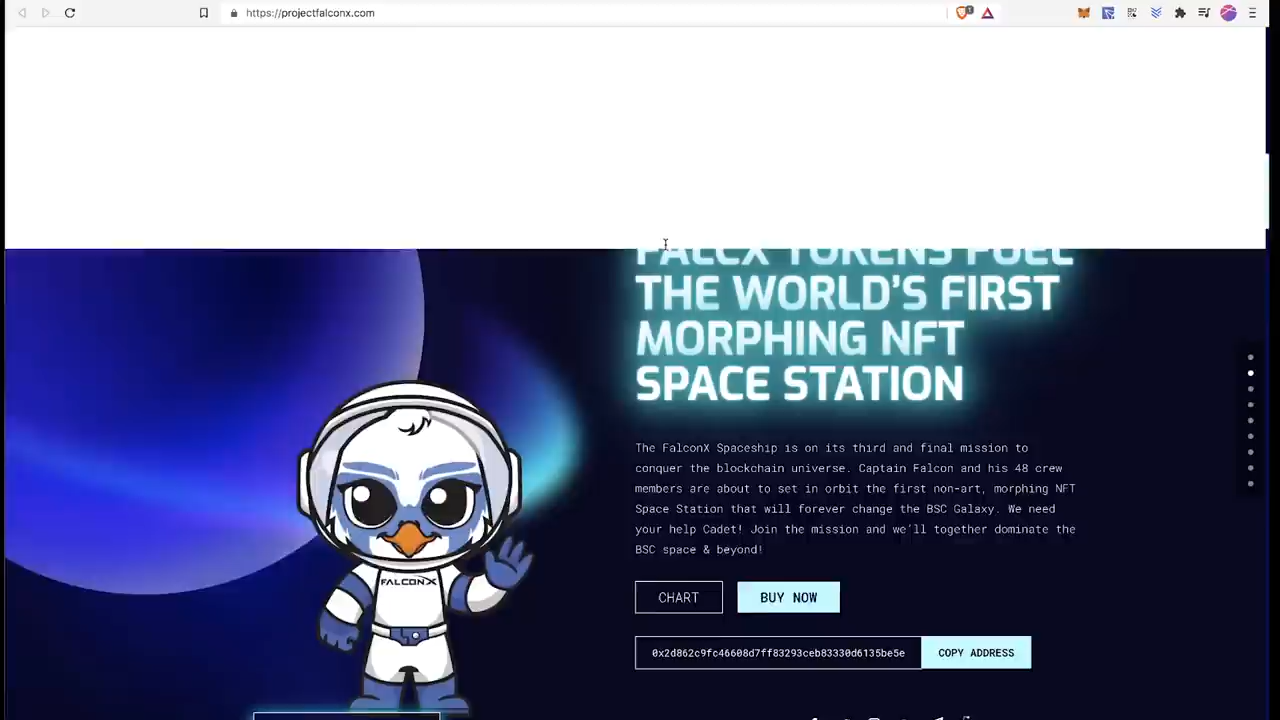 https://projectfalconx.com
FALCX TOKENS FUEL
THE WORLD'S FIRST
MORPHING NFT
SPACE STATION
The FalconX Spaceship is on its third and final mission to
conquer the blockchain universe. Captain Falcon and his 48 crew
members are about to set in orbit the first non-art, morphing NFT
Space Station that will forever change the BSC Galaxy. We need
your help Cadet! Join the mission and we'll together dominate the
BSC space & beyond!
FALCONX
CHART
BUY NOW
0x2d862c9fc46608d7ff83293ceb83330d6135be5e
COPY ADDRESS